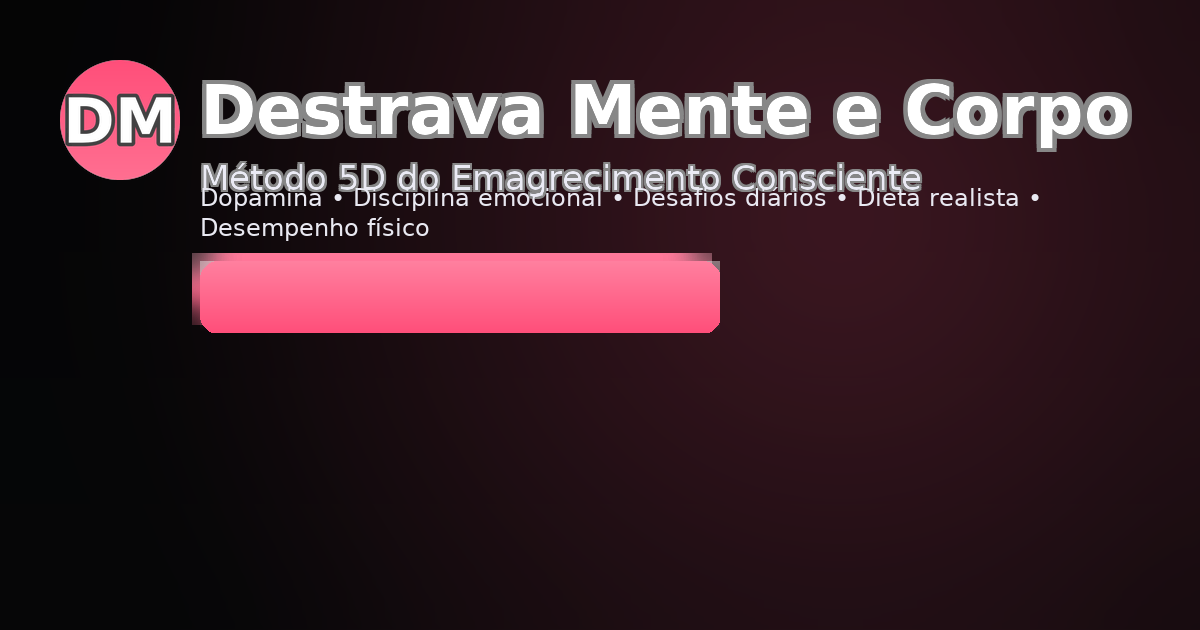 DM
Destrava Mente e Corpo
Método 5D do Emagrecimento Consciente
Dopamina • Disciplina emocional • Desafios diários • Dieta realista •
Desempenho físico